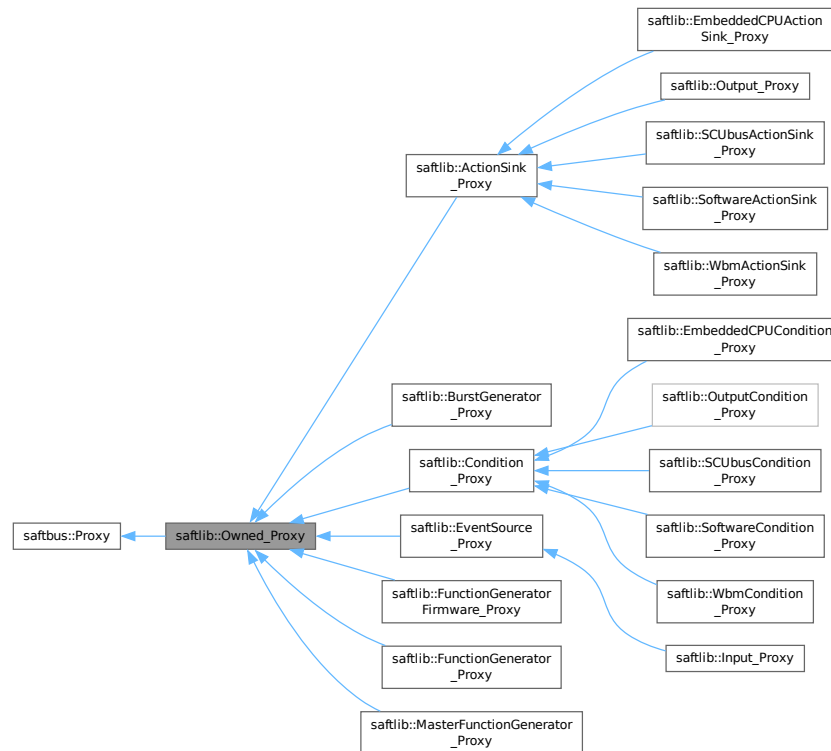 saftlib::EmbeddedCPUAction
Sink_Proxy
saftlib::Output_Proxy
saftlib::SCUbusActionSink
_Proxy
saftlib::ActionSink
_Proxy
saftlib::SoftwareActionSink
_Proxy
saftlib::WbmActionSink
_Proxy
saftlib::EmbeddedCPUCondition
_Proxy
saftlib::BurstGenerator
_Proxy
saftlib::OutputCondition
_Proxy
saftlib::Condition
_Proxy
saftlib::SCUbusCondition
_Proxy
saftbus::Proxy
saftlib::Owned_Proxy
saftlib::EventSource
_Proxy
saftlib::SoftwareCondition
_Proxy
saftlib::FunctionGenerator
Firmware_Proxy
saftlib::WbmCondition
_Proxy
saftlib::FunctionGenerator
_Proxy
saftlib::Input_Proxy
saftlib::MasterFunctionGenerator
_Proxy